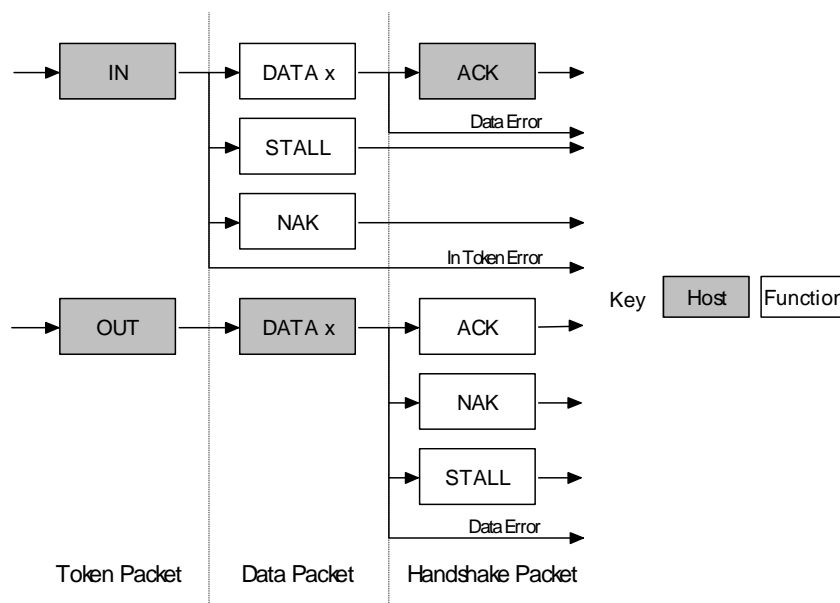 IN
DATA x
ACK
Data Error
STALL
NAK
In Token Error
Key
Host
Function
OUT
DATA x
ACK
NAK
STALL
Data Error
Token Packet
Data Packet
Handshake Packet